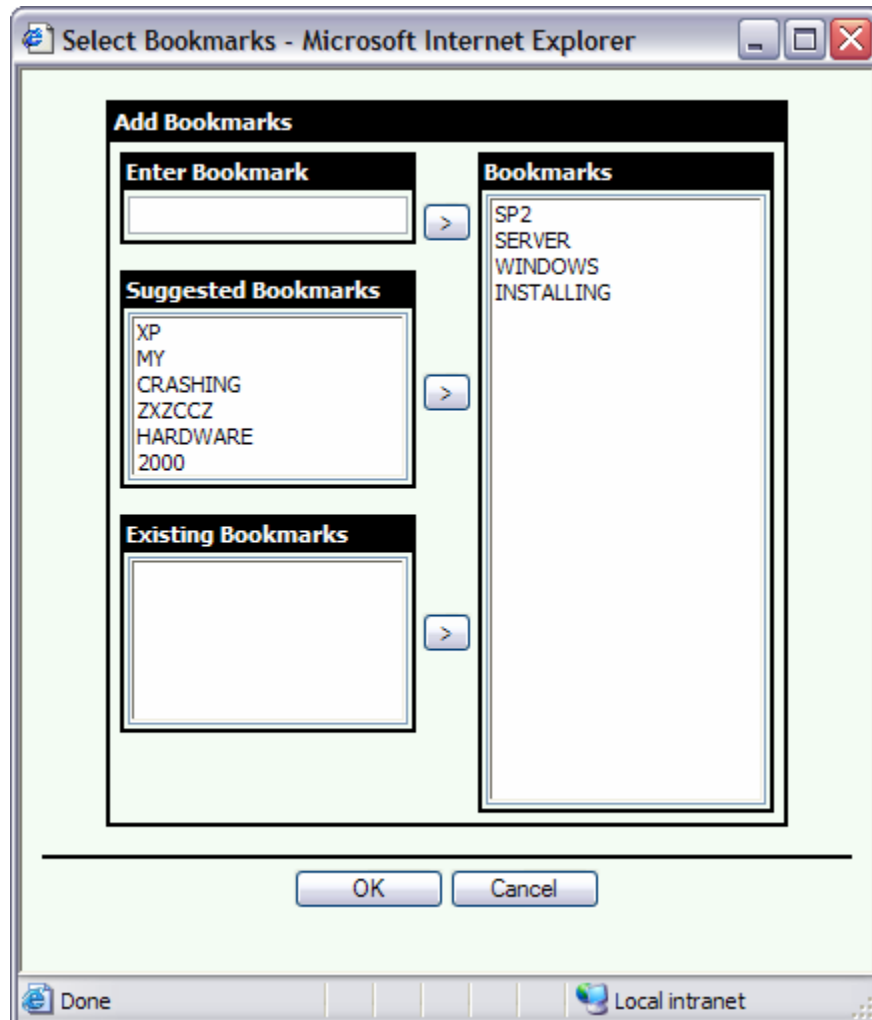 Select Bookmarks - Microsoft Internet Explorer
Add Bookmarks
Enter Bookmark
>
Suggested Bookmarks
XP
MY
CRASHING
ZXZCCZ
HARDWARE
2000
>
Existing Bookmarks
>
Bookmarks
SP2
SERVER
WINDOWS
INSTALLING
OK
Cancel
Done
Local intranet